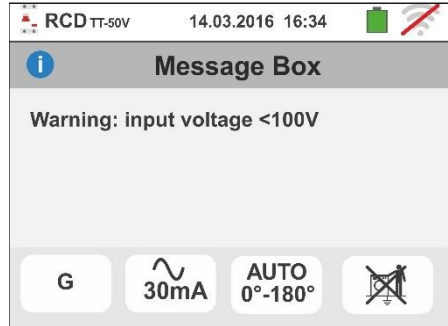 RCD TT-50V 14.03.2016 16:34
i Message Box
Warning: input voltage <100V
G 30mA AUTO
0°-180°